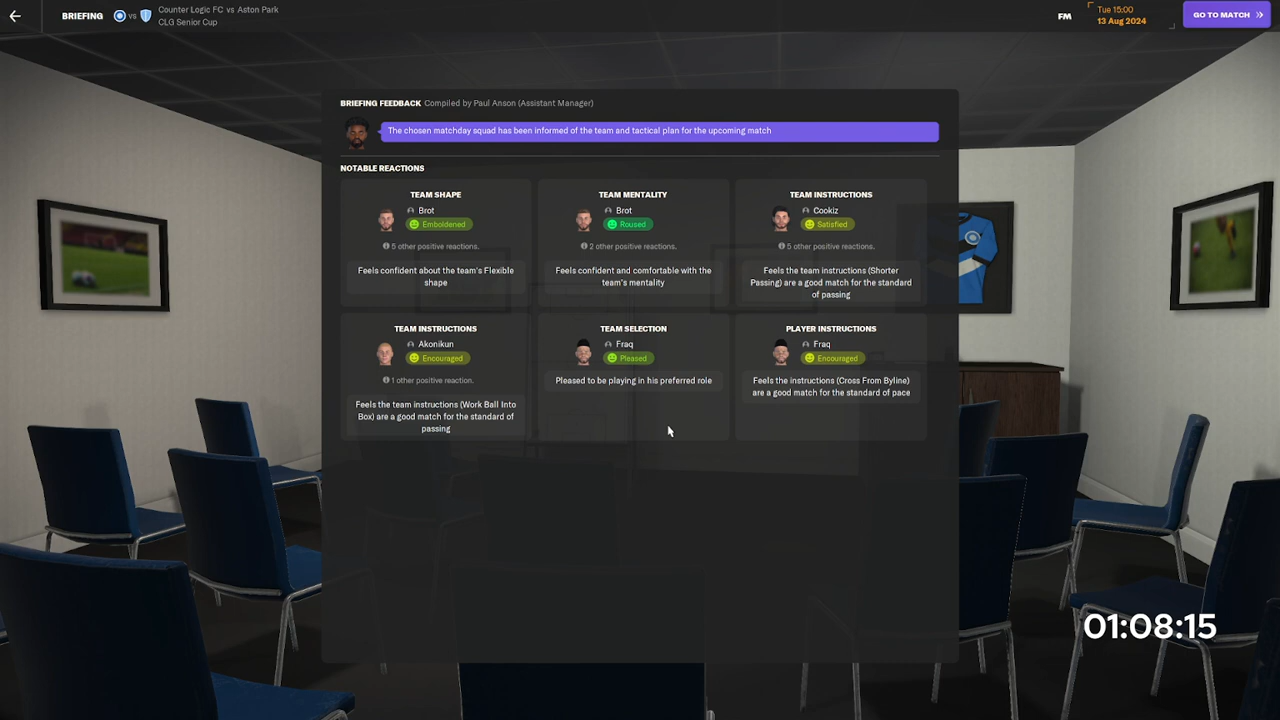 BRIEFING
vs
Counter Logic FC vs Aston Park
CLG Senior Cup
FM
Tue 15:00
13 Aug 2024
GO TO MATCH
BRIEFING FEEDBACK Compiled by Paul Anson (Assistant Manager)
The chosen matchday squad has been informed of the team and tactical plan for the upcoming match
NOTABLE REACTIONS
TEAM SHAPE
Brot
Emboldened
5 other positive reactions.
Feels confident about the team's Flexible
shape
TEAM MENTALITY
Brot
Roused
2 other positive reactions.
Feels confident and comfortable with the
team's mentality
TEAM INSTRUCTIONS
Cookiz
Satisfied
5 other positive reactions.
Feels the team instructions (Shorter
Passing) are a good match for the standard
of passing
TEAM INSTRUCTIONS
Akonikun
Encouraged
1 other positive reaction.
Feels the team instructions (Work Ball Into
Box) are a good match for the standard of
passing
TEAM SELECTION
Fraq
Pleased
Pleased to be playing in his preferred role
PLAYER INSTRUCTIONS
Fraq
Encouraged
Feels the instructions (Cross From Byline)
are a good match for the standard of pace
01:08:15